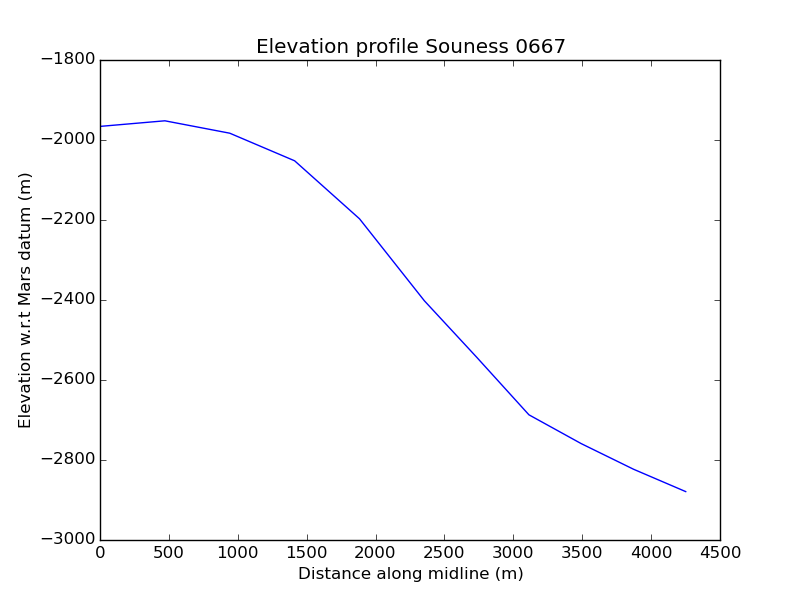 Elevation profile Souness 0667
−1800
−2000
−2200
−2400
−2600
−2800
−3000
Elevation w.r.t Mars datum (m)
0 500 1000 1500 2000 2500 3000 3500 4000 4500
Distance along midline (m)